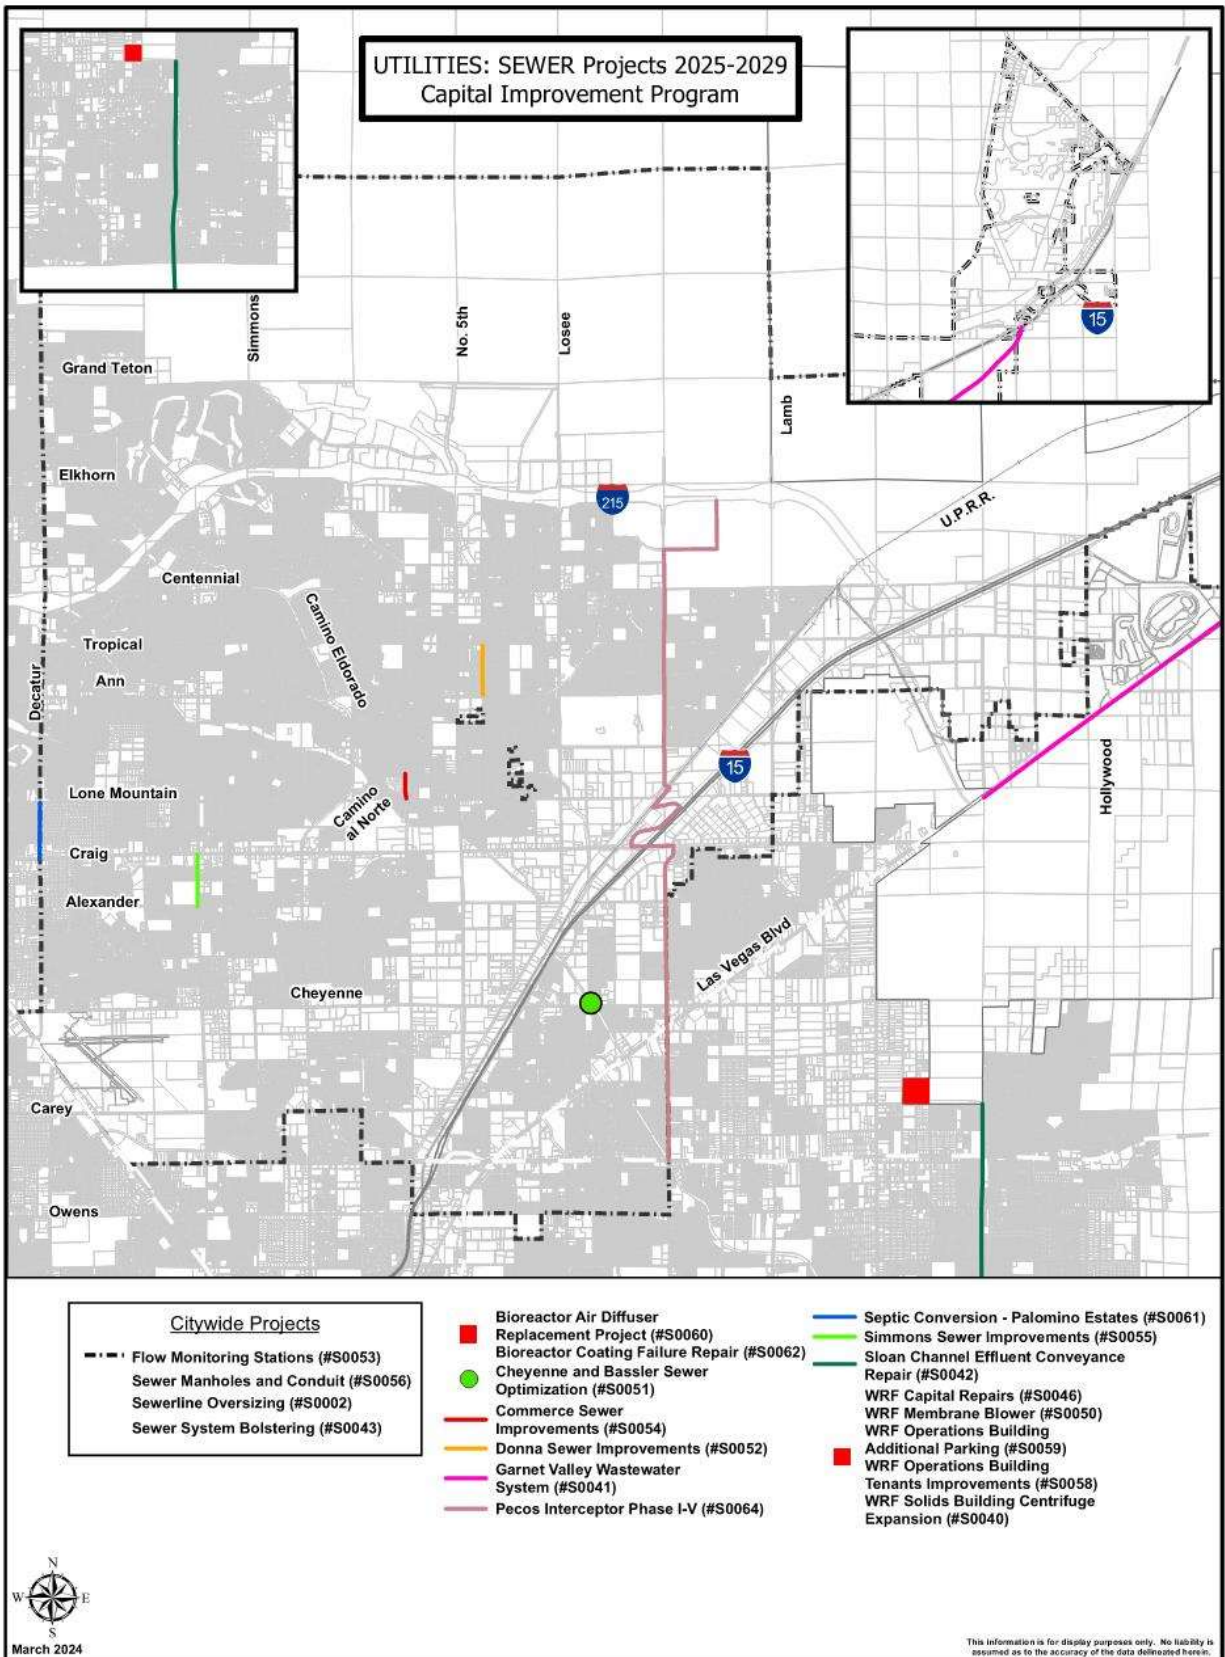 UTILITIES: SEWER Projects 2025-2029
Capital Improvement Program
15
Simmons
No. 5th
Losee
Grand Teton
Lamb
Elkhorn
215
U.P.R.R.
Centennial
Camino Eldorado
Tropical
Ann
Decatur
15
Hollywood
Lone Mountain
Camino
al Norte
Craig
Alexander
Las Vegas Blvd
Cheyenne
Carey
Owens
Citywide Projects
Flow Monitoring Stations (#S0053)
Sewer Manholes and Conduit (#S0056)
Sewerline Oversizing (#S0002)
Sewer System Bolstering (#S0043)
Bioreactor Air Diffuser
Replacement Project (#S0060)
Bioreactor Coating Failure Repair (#S0062)
Cheyenne and Bassler Sewer
Optimization (#S0051)
Commerce Sewer
Improvements (#S0054)
Donna Sewer Improvements (#S0052)
Garnet Valley Wastewater
System (#S0041)
Pecos Interceptor Phase I-V (#S0064)
Septic Conversion - Palomino Estates (#S0061)
Simmons Sewer Improvements (#S0055)
Sloan Channel Effluent Conveyance
Repair (#S0042)
WRF Capital Repairs (#S0046)
WRF Membrane Blower (#S0050)
WRF Operations Building
Additional Parking (#S0059)
WRF Operations Building
Tenants Improvements (#S0058)
WRF Solids Building Centrifuge
Expansion (#S0040)
N
W E
S
March 2024
This information is for display purposes only. No liability is
assumed as to the accuracy of the data delineated herein.